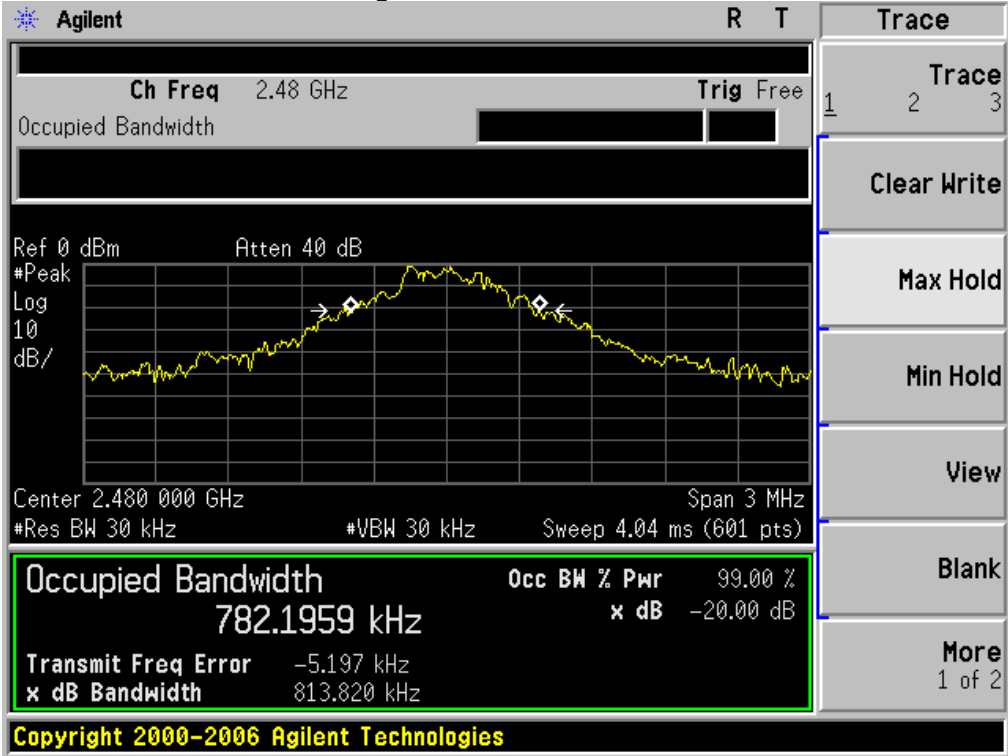 Agilent R T Trace
Ch Freq 2.48 GHz Trig Free
Occupied Bandwidth
Trace
1 2 3
Clear Write
Max Hold
Min Hold
View
Blank
More
1 of 2
Ref 0 dBm Atten 40 dB
#Peak
Log
10
dB/
Center 2.480 000 GHz Span 3 MHz
#Res BW 30 kHz #VBW 30 kHz Sweep 4.04 ms (601 pts)
Occupied Bandwidth Occ BW % Pwr 99.00 %
782.1959 kHz x dB -20.00 dB
Transmit Freq Error -5.197 kHz
x dB Bandwidth 813.820 kHz
Copyright 2000-2006 Agilent Technologies